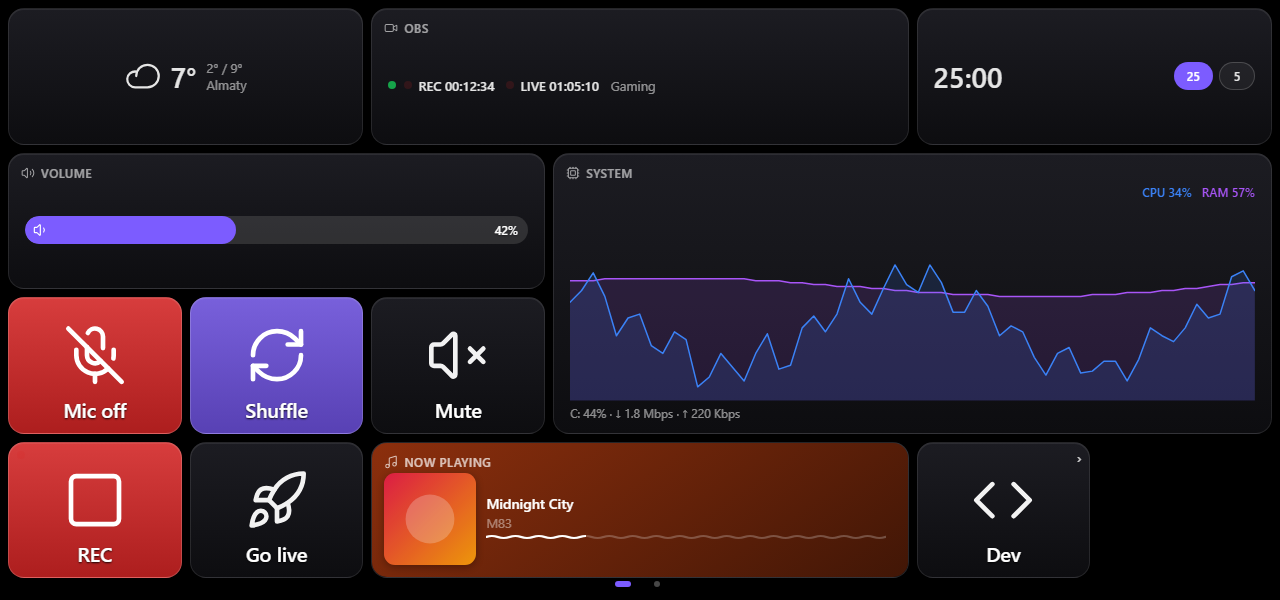 7° 2° / 9°
Almaty
OBS
REC 00:12:34 LIVE 01:05:10 Gaming
25:00 25 5
VOLUME
42%
SYSTEM
CPU 34% RAM 57%
C: 44% · ↓ 1.8 Mbps · ↑ 220 Kbps
Mic off
Shuffle
Mute
REC
Go live
NOW PLAYING
Midnight City
M83
Dev